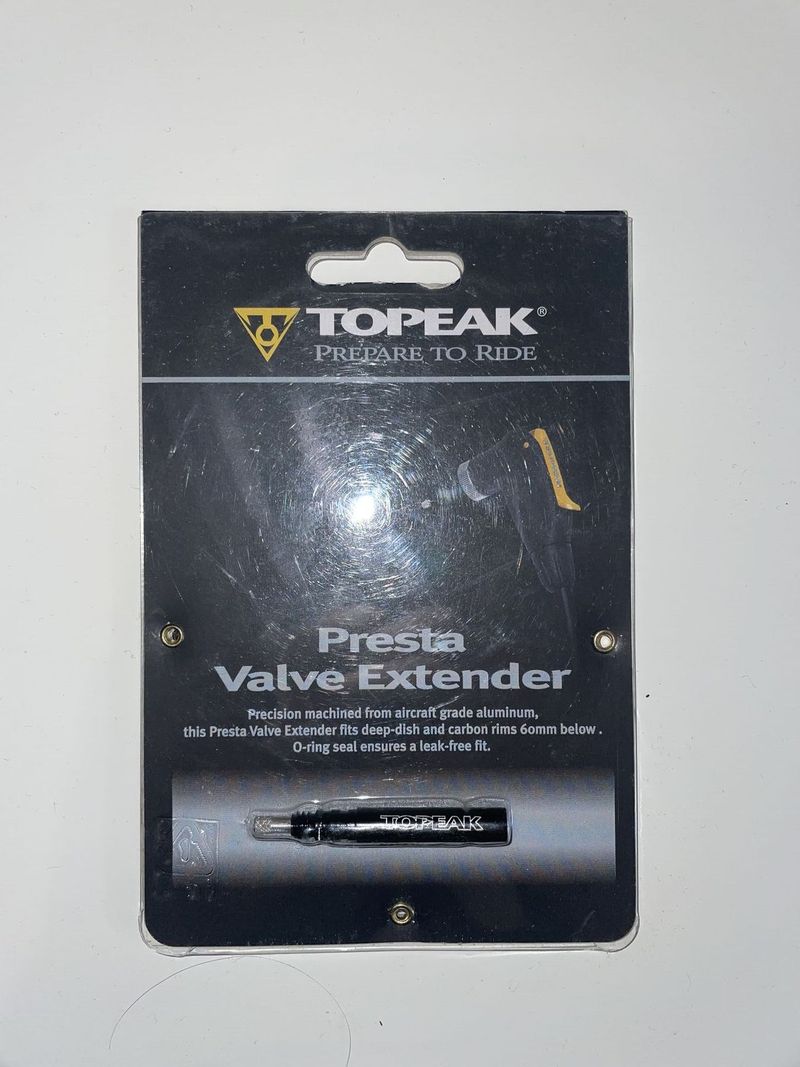 TOPEAK®
PREPARE TO RIDE
Presta
Valve Extender
Precision machined from aircraft grade aluminum,
this Presta Valve Extender fits deep-dish and carbon rims 60mm below .
O-ring seal ensures a leak-free fit.
TOPEAK